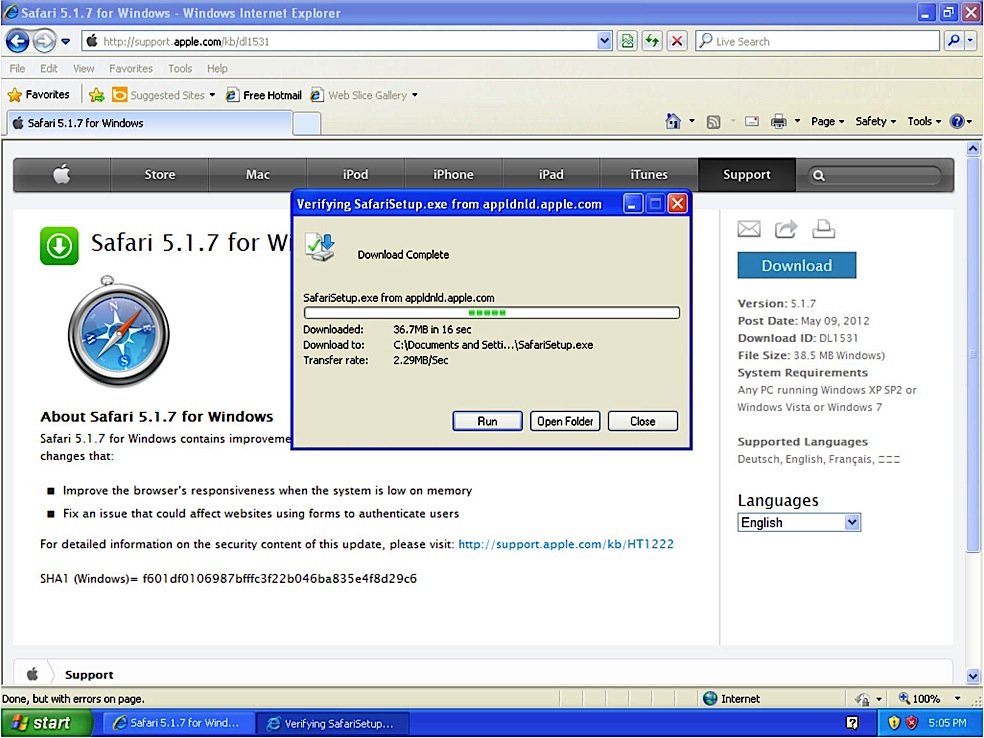 Safari 5.1.7 for Windows - Windows Internet Explorer
http://support.apple.com/kb/dl1531
Live Search
File Edit View Favorites Tools Help
Favorites Suggested Sites Free Hotmail Web Slice Gallery
Safari 5.1.7 for Windows
Page Safety Tools
Store Mac iPod iPhone iPad iTunes Support
Safari 5.1.7 for Wi
Verifying SafariSetup.exe from appldnld.apple.com
Download Complete
SafariSetup.exe from appldnld.apple.com
Downloaded: 36.7MB in 16 sec
Download to: C:\Documents and Setti...\SafariSetup.exe
Transfer rate: 2.29MB/Sec
Run Open Folder Close
About Safari 5.1.7 for Windows
Safari 5.1.7 for Windows contains improveme
changes that:
Improve the browser's responsiveness when the system is low on memory
Fix an issue that could affect websites using forms to authenticate users
For detailed information on the security content of this update, please visit: http://support.apple.com/kb/HT1222
SHA1 (Windows)= f601df0106987bfffc3f22b046ba835e4f8d29c6
Download
Version: 5.1.7
Post Date: May 09, 2012
Download ID: DL1531
File Size: 38.5 MB Windows)
System Requirements
Any PC running Windows XP SP2 or
Windows Vista or Windows 7
Supported Languages
Deutsch, English, Français, □□□
Languages
English
Support
Done, but with errors on page.
Internet
100%
start
Safari 5.1.7 for Wind...
Verifying SafariSetup...
5:05 PM